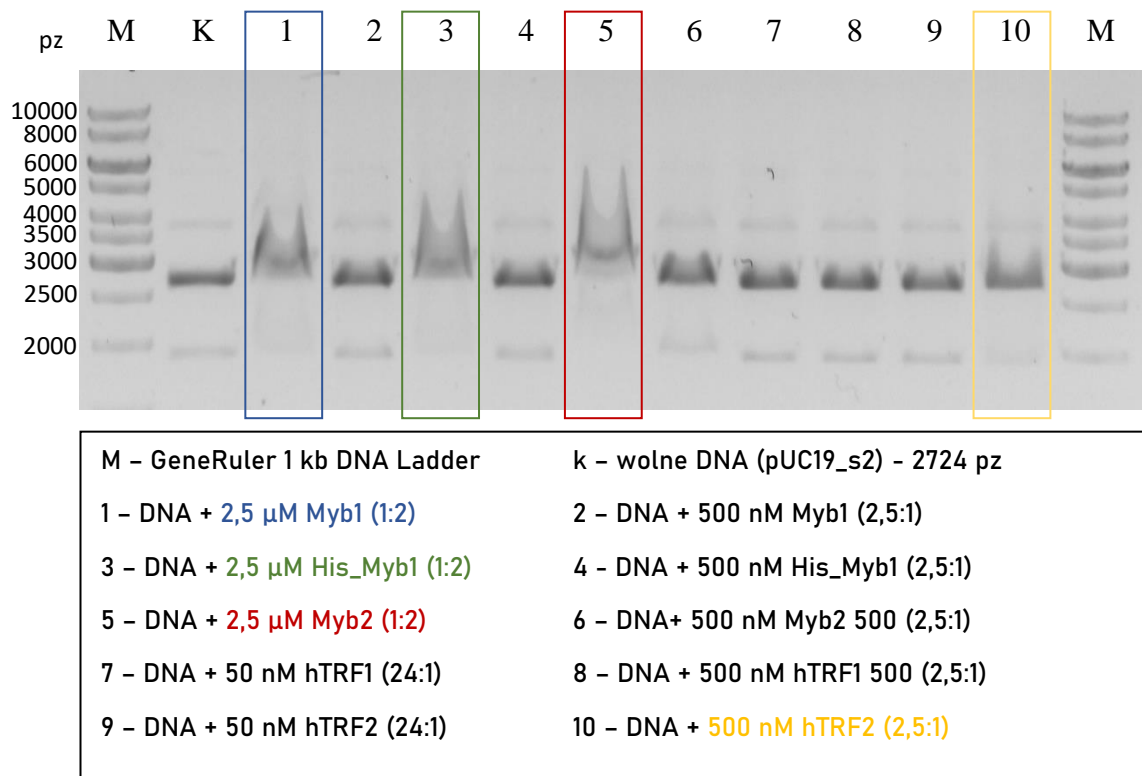 pz M K 1 2 3 4 5 6 7 8 9 10 M
10000
8000
6000
5000
4000
3500
3000
2500
2000
M – GeneRuler 1 kb DNA Ladder k – wolne DNA (pUC19_s2) - 2724 pz
1 – DNA + 2,5 µM Myb1 (1:2) 2 – DNA + 500 nM Myb1 (2,5:1)
3 – DNA + 2,5 µM His_Myb1 (1:2) 4 - DNA + 500 nM His_Myb1 (2,5:1)
5 – DNA + 2,5 µM Myb2 (1:2) 6 – DNA+ 500 nM Myb2 500 (2,5:1)
7 – DNA + 50 nM hTRF1 (24:1) 8 – DNA + 500 nM hTRF1 500 (2,5:1)
9 – DNA + 50 nM hTRF2 (24:1) 10 – DNA + 500 nM hTRF2 (2,5:1)